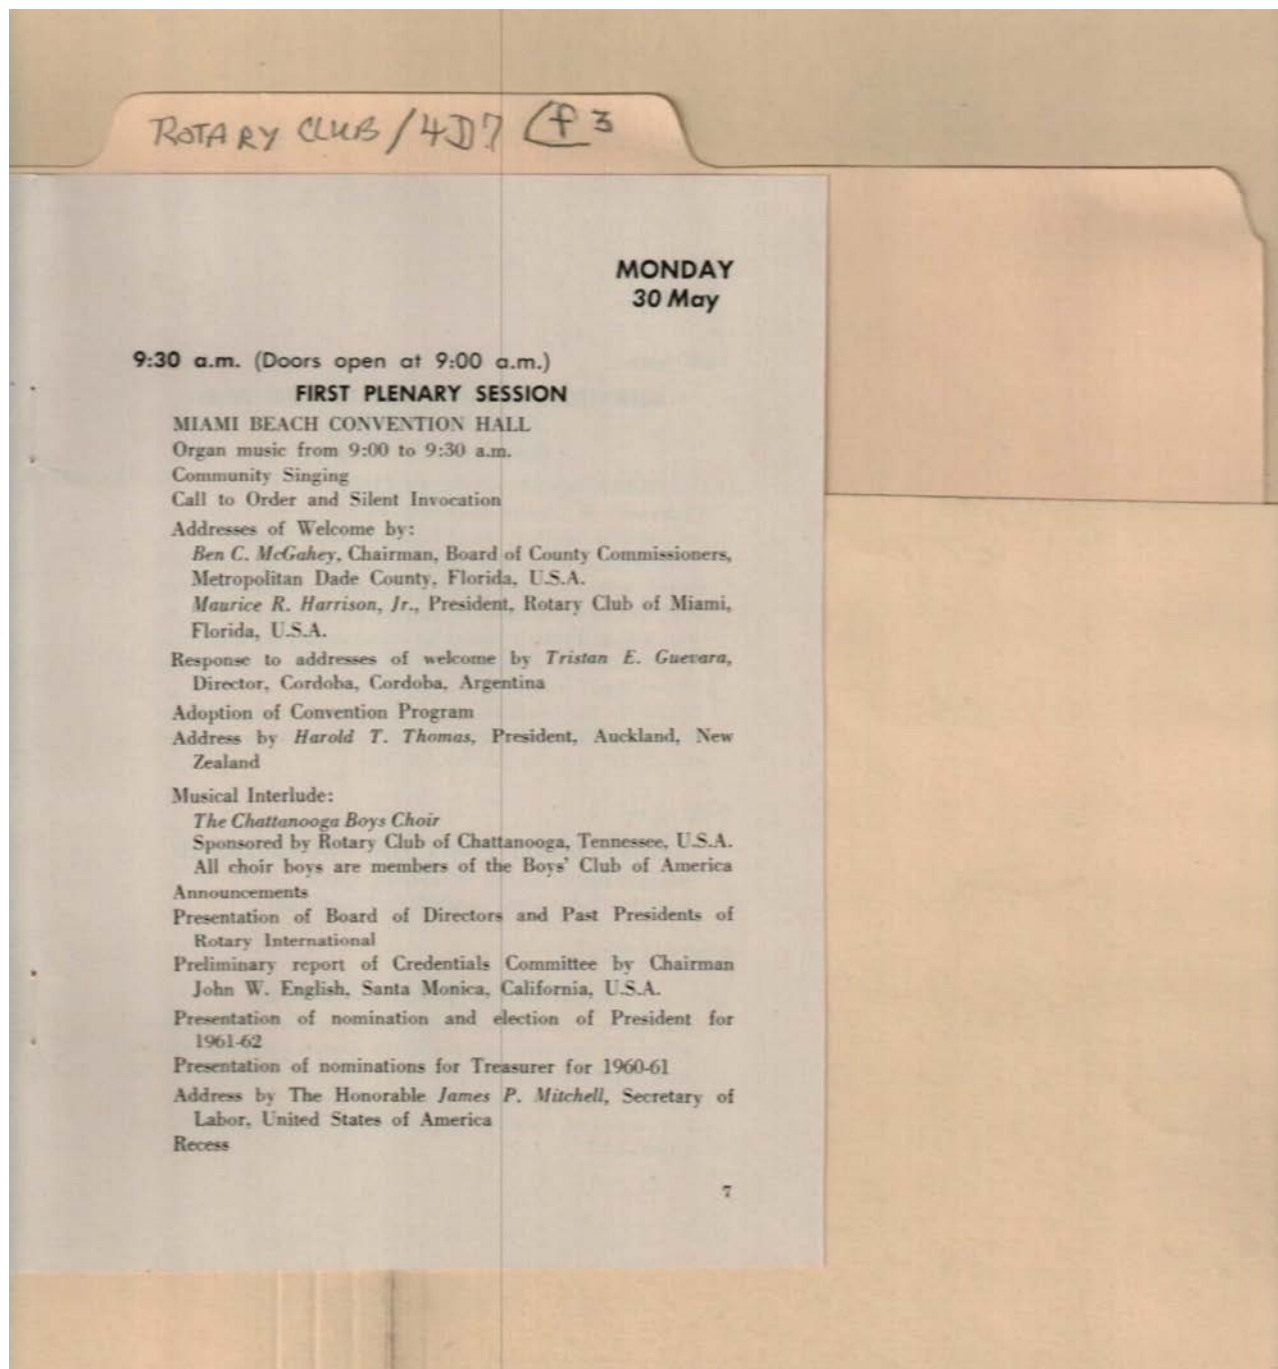 ROTARY CLUB/4D7 f3
MONDAY
30 May
9:30 a.m. (Doors open at 9:00 a.m.)
FIRST PLENARY SESSION
MIAMI BEACH CONVENTION HALL
Organ music from 9:00 to 9:30 a.m.
Community Singing
Call to Order and Silent Invocation
Addresses of Welcome by:
Ben C. McGahey, Chairman, Board of County Commissioners,
Metropolitan Dade County, Florida, U.S.A.
Maurice R. Harrison, Jr., President, Rotary Club of Miami,
Florida, U.S.A.
Response to addresses of welcome by Tristan E. Guevara,
Director, Cordoba, Cordoba, Argentina
Adoption of Convention Program
Address by Harold T. Thomas, President, Auckland, New
Zealand
Musical Interlude:
The Chattanooga Boys Choir
Sponsored by Rotary Club of Chattanooga, Tennessee, U.S.A.
All choir boys are members of the Boys' Club of America
Announcements
Presentation of Board of Directors and Past Presidents of
Rotary International
Preliminary report of Credentials Committee by Chairman
John W. English, Santa Monica, California, U.S.A.
Presentation of nomination and election of President for
1961-62
Presentation of nominations for Treasurer for 1960-61
Address by The Honorable James P. Mitchell, Secretary of
Labor, United States of America
Recess
7